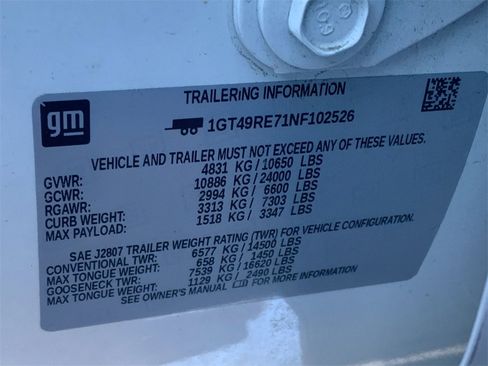 TRAILERING INFORMATION
gm
1GT49RE71NF102526
VEHICLE AND TRAILER MUST NOT EXCEED ANY OF THESE VALUES.
GVWR: 4831 KG/10650 LBS
GCWR: 10886 KG/24000 LBS
RGAWR: 2994 KG/ 6600 LBS
CURB WEIGHT: 3313 KG/ 7303 LBS
MAX PAYLOAD: 1518 KG/ 3347 LBS
SAE J2807 TRAILER WEIGHT RATING (TWR) FOR VEHICLE CONFIGURATION.
CONVENTIONAL TWR: 6577 KG/14500 LBS
MAX TONGUE WEIGHT: 658 KG/ 1450 LBS
GOOSENECK TWR: 7539 KG/16620 LBS
MAX TONGUE WEIGHT: 1129 KG/ 2490 LBS
SEE OWNER'S MANUAL FOR MORE INFORMATION